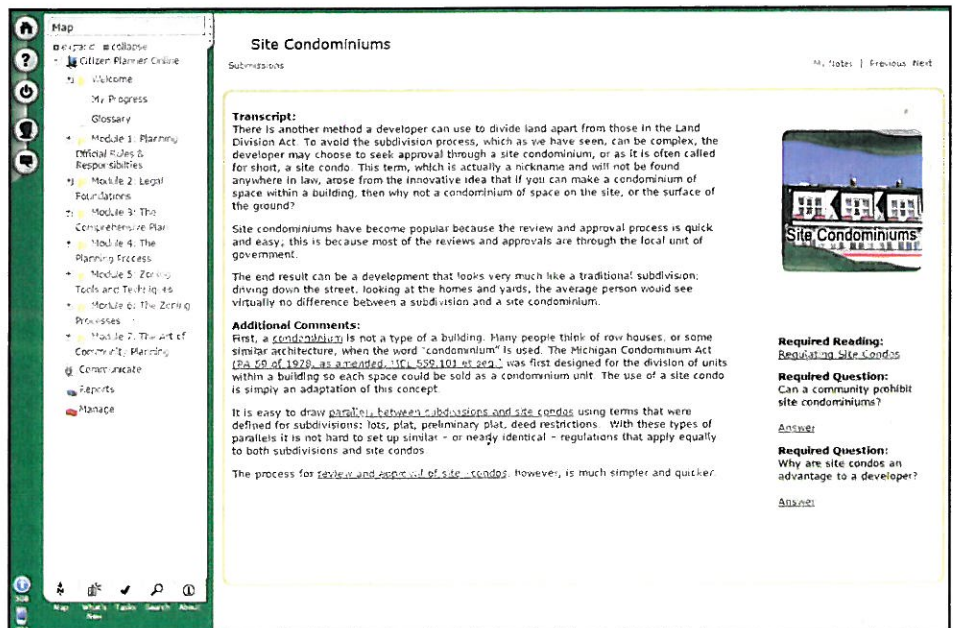 Map
expand collapse
Citizen Planner Online
Welcome
My Progress
Glossary
Module 1: Planning
Official Rules &
Responsibilties
Module 2: Legal
Foundations
Module 3: The
Comprehensive Plan
Module 4: The
Planning Process
Module 5: Zoning
Tools and Techniques
Module 6: The Zoning
Processes
Module 7: The Art of
Community Planning
Communicate
Reports
Manage
Map What's New Tasks Search About
Site Condominiums
Submissions
My Notes | Previous Next
Transcript:
There is another method a developer can use to divide land apart from those in the Land
Division Act. To avoid the subdivision process, which as we have seen, can be complex, the
developer may choose to seek approval through a site condominium, or as it is often called
for short, a site condo. This term, which is actually a nickname and will not be found
anywhere in law, arose from the innovative idea that if you can make a condominium of
space within a building, then why not a condominium of space on the site, or the surface of
the ground?
Site condominiums have become popular because the review and approval process is quick
and easy; this is because most of the reviews and approvals are through the local unit of
government.
The end result can be a development that looks very much like a traditional subdivision;
driving down the street, looking at the homes and yards, the average person would see
virtually no difference between a subdivision and a site condominium.
Additional Comments:
First, a condominium is not a type of a building. Many people think of row houses, or some
similar architecture, when the word "condominium" is used. The Michigan Condominium Act
(PA 59 of 1978, as amended, MCL 559.101 et seq.) was first designed for the division of units
within a building so each space could be sold as a condominium unit. The use of a site condo
is simply an adaptation of this concept.
It is easy to draw parallels between subdivisions and site condos using terms that were
defined for subdivisions: lots, plat, preliminary plat, deed restrictions. With these types of
parallels it is not hard to set up similar - or nearly identical - regulations that apply equally
to both subdivisions and site condos
The process for review and approval of site condos, however, is much simpler and quicker.
Site Condominiums
Required Reading:
Regulating Site Condos
Required Question:
Can a community prohibit
site condominiums?
Answer
Required Question:
Why are site condos an
advantage to a developer?
Answer